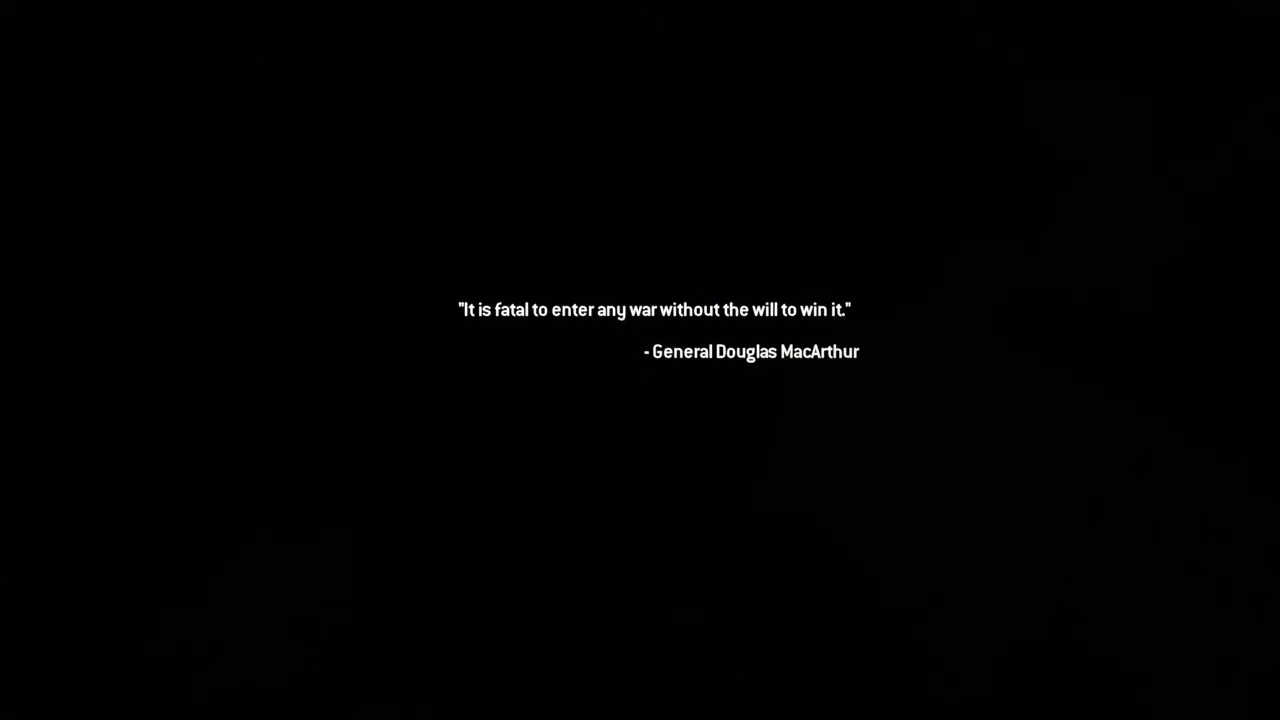 "It is fatal to enter any war without the will to win it."
- General Douglas MacArthur